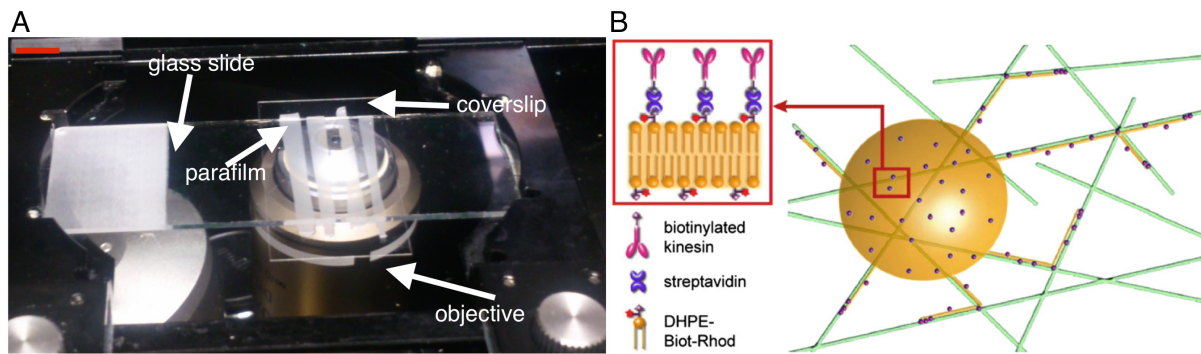 A
glass slide
coverslip
parafilm
objective
B
biotinylated
kinesin
streptavidin
DHPE-
Biot-Rhod